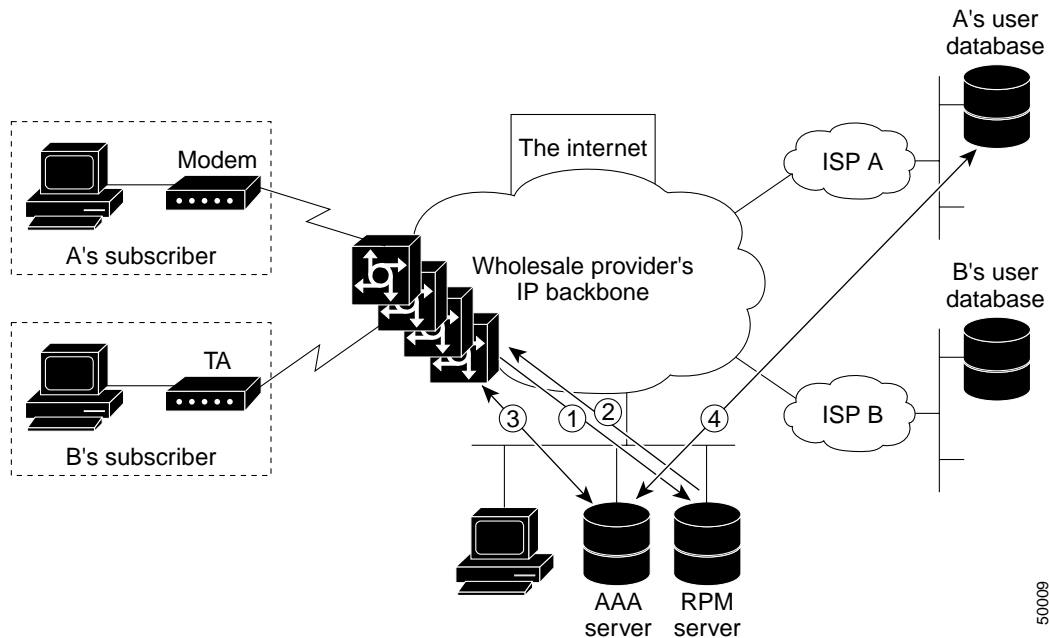 A's user
database
The internet
Modem
ISP A
A's subscriber
Wholesale provider's
IP backbone
B's user
database
TA
3
1
2
4
ISP B
B's subscriber
AAA
server
RPM
server
50009